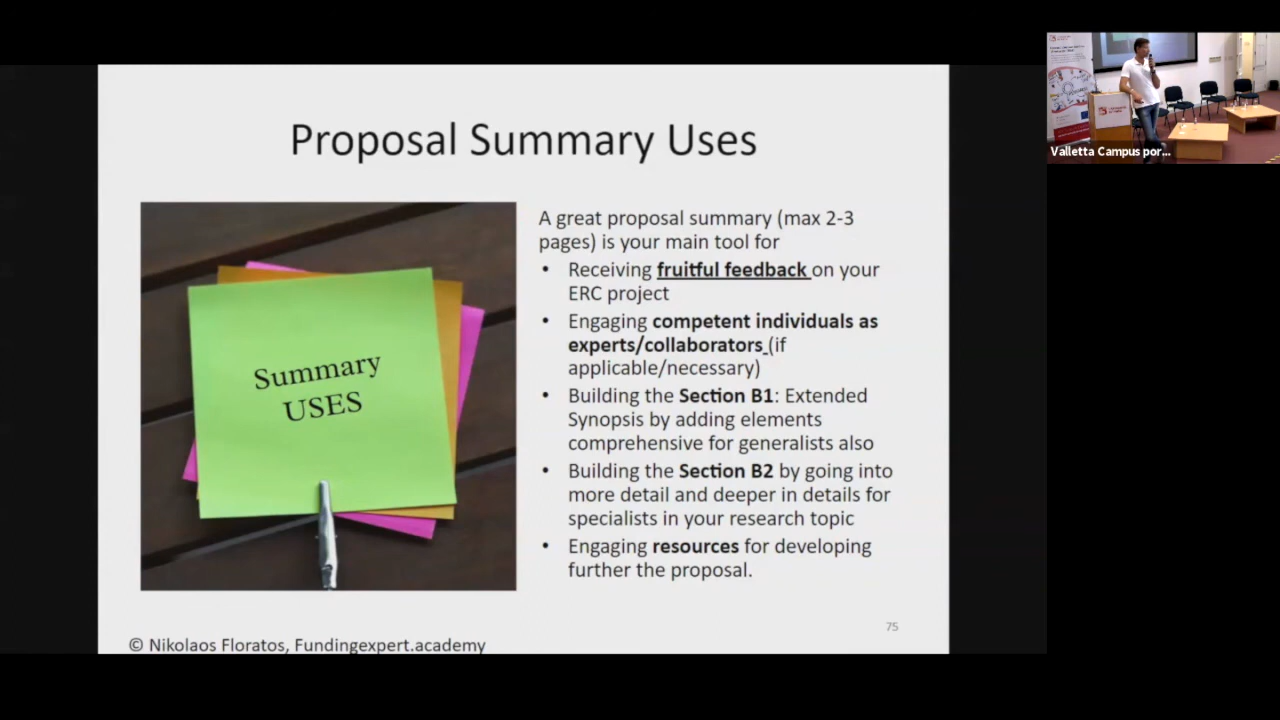 Proposal Summary Uses
Summary
USES
A great proposal summary (max 2-3
pages) is your main tool for
• Receiving fruitful feedback on your
ERC project
• Engaging competent individuals as
experts/collaborators (if
applicable/necessary)
• Building the Section B1: Extended
Synopsis by adding elements
comprehensive for generalists also
• Building the Section B2 by going into
more detail and deeper in details for
specialists in your research topic
• Engaging resources for developing
further the proposal.
75
© Nikolaos Floratos, Fundingexpert.academy
Valletta Campus por...